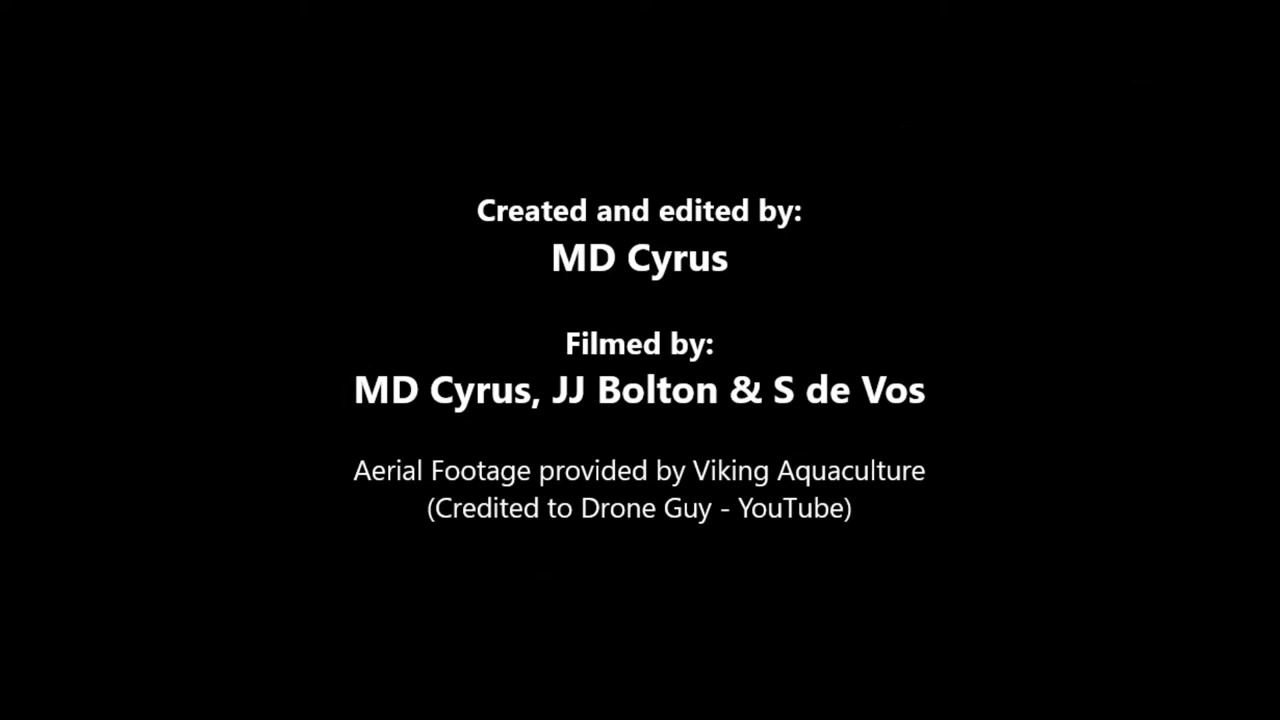 Created and edited by:
MD Cyrus
Filmed by:
MD Cyrus, JJ Bolton & S de Vos
Aerial Footage provided by Viking Aquaculture
(Credited to Drone Guy - YouTube)